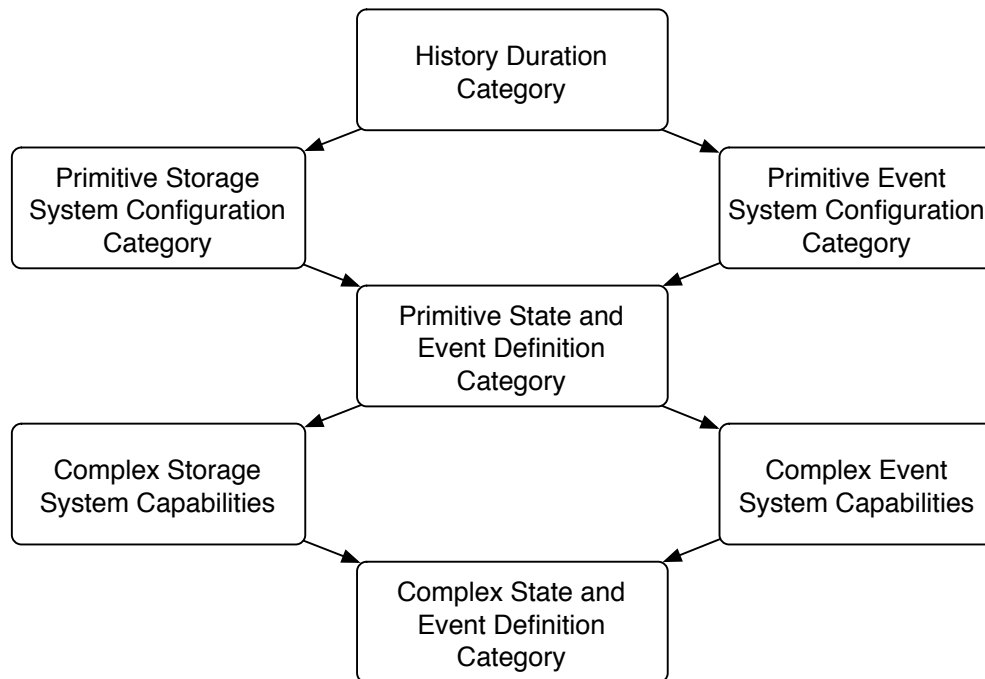 History Duration
Category
Primitive Storage
System Configuration
Category
Primitive Event
System Configuration
Category
Primitive State and
Event Definition
Category
Complex Storage
System Capabilities
Complex Event
System Capabilities
Complex State and
Event Definition
Category